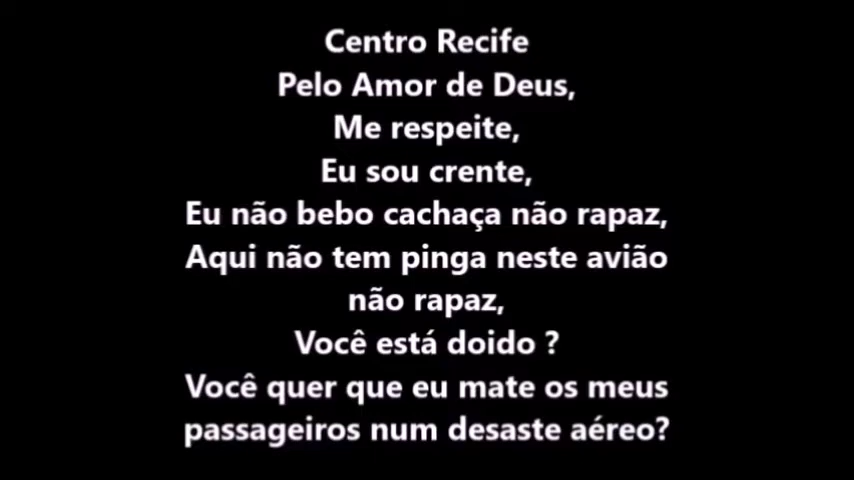 Centro Recife
Pelo Amor de Deus,
Me respeite,
Eu sou crente,
Eu não bebo cachaça não rapaz,
Aqui não tem pinga neste avião
não rapaz,
Você está doido ?
Você quer que eu mate os meus
passageiros num desaste aéreo?